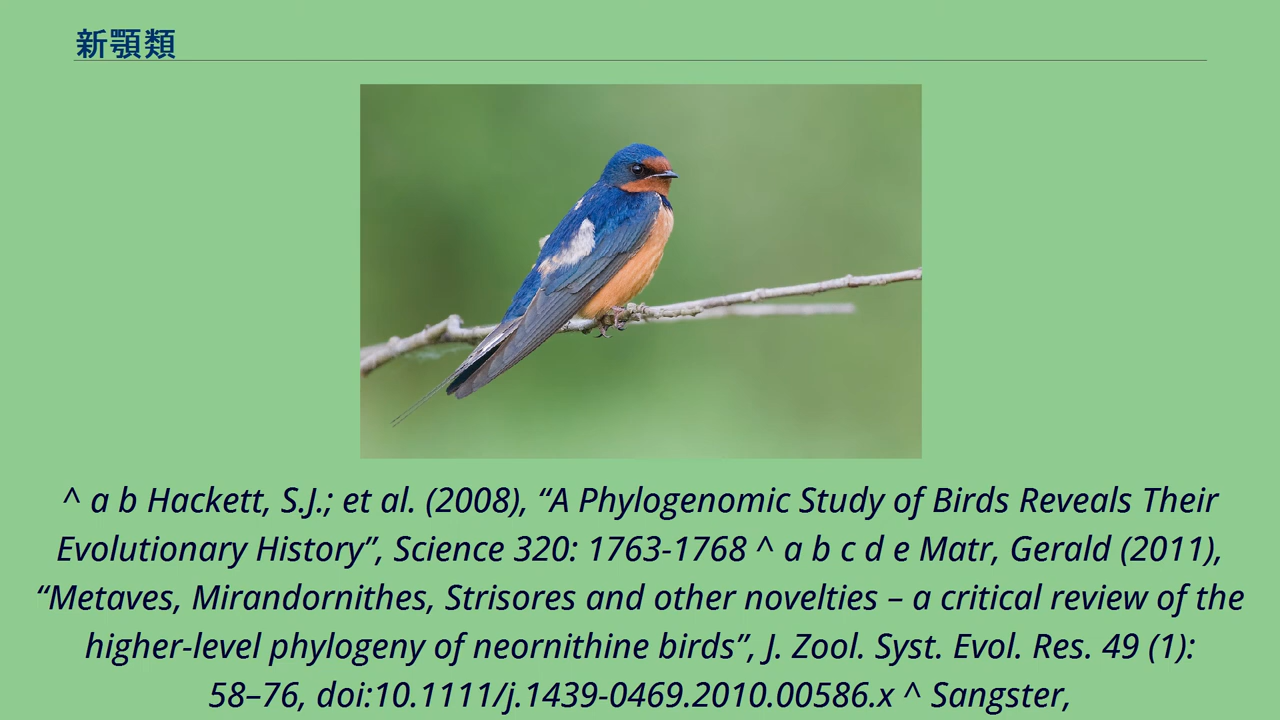 新顎類
^ a b Hackett, S.J.; et al. (2008), “A Phylogenomic Study of Birds Reveals Their
Evolutionary History”, Science 320: 1763-1768 ^ a b c d e Matr, Gerald (2011),
“Metaves, Mirandornithes, Strisores and other novelties – a critical review of the
higher-level phylogeny of neornithine birds”, J. Zool. Syst. Evol. Res. 49 (1):
58–76, doi:10.1111/j.1439-0469.2010.00586.x ^ Sangster,